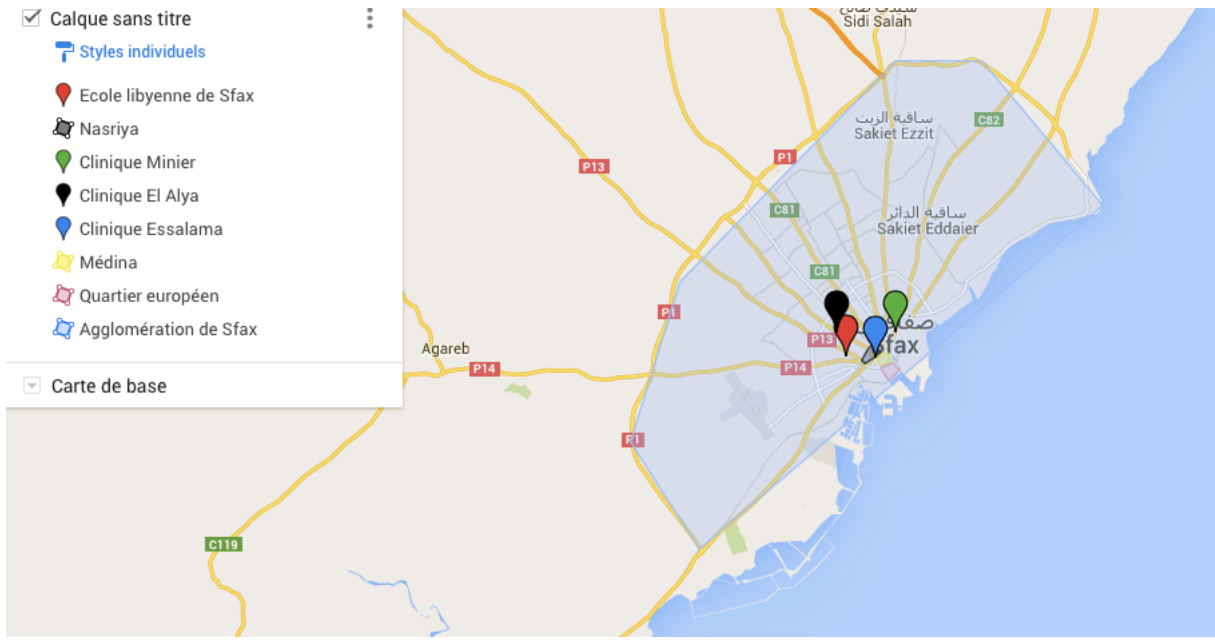 Calque sans titre
Styles individuels
Ecole libyenne de Sfax
Nasriya
Clinique Minier
Clinique El Alya
Clinique Essalama
Médina
Quartier européen
Agglomération de Sfax
Carte de base
Sidi Salah
ساقية الزيت
Sakiet Ezzit
C82
P1
P13
C81
ساقية الدائر
Sakiet Eddaier
C81
P1
P13
Sfax
Agareb
P14
P14
P1
C119